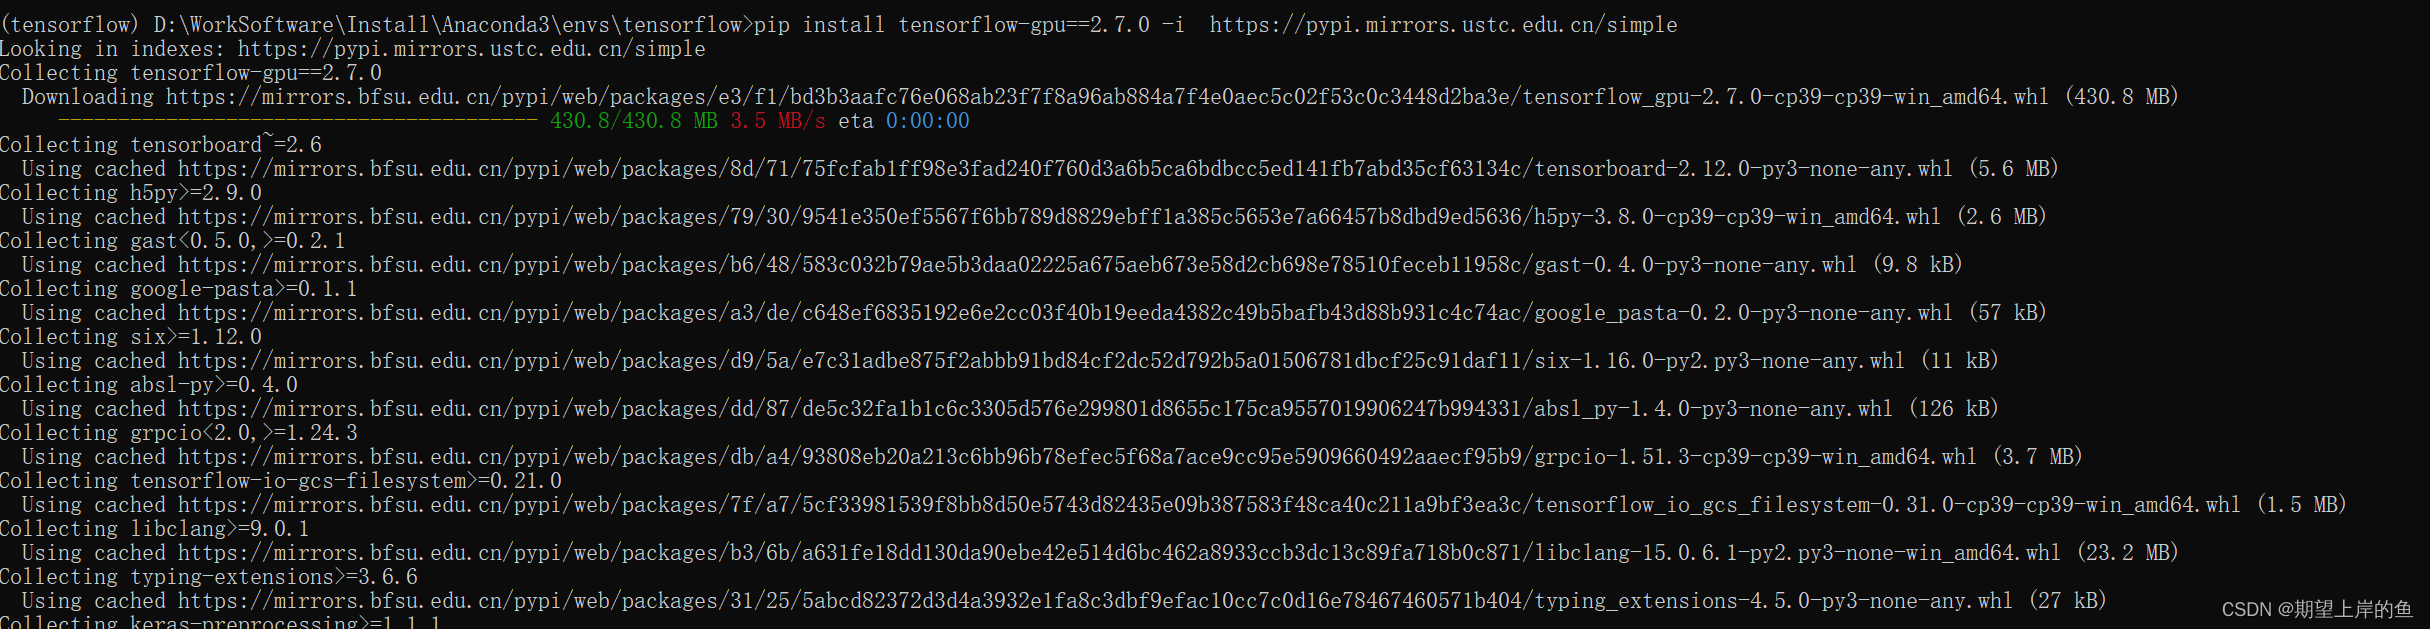 (tensorflow) D:\WorkSoftware\Install\Anaconda3\envs\tensorflow>pip install tensorflow-gpu==2.7.0 -i  https://pypi.mirrors.ustc.edu.cn/simple
Looking in indexes: https://pypi.mirrors.ustc.edu.cn/simple
Collecting tensorflow-gpu==2.7.0
  Downloading https://mirrors.bfsu.edu.cn/pypi/web/packages/e3/f1/bd3b3aafc76e068ab23f7f8a96ab884a7f4e0aec5c02f53c0c3448d2ba3e/tensorflow_gpu-2.7.0-cp39-cp39-win_amd64.whl (430.8 MB)
     ---------------------------------------- 430.8/430.8 MB 3.5 MB/s eta 0:00:00
Collecting tensorboard~=2.6
  Using cached https://mirrors.bfsu.edu.cn/pypi/web/packages/8d/71/75fcfab1ff98e3fad240f760d3a6b5ca6bdbcc5ed141fb7abd35cf63134c/tensorboard-2.12.0-py3-none-any.whl (5.6 MB)
Collecting h5py>=2.9.0
  Using cached https://mirrors.bfsu.edu.cn/pypi/web/packages/79/30/9541e350ef5567f6bb789d8829ebff1a385c5653e7a66457b8dbd9ed5636/h5py-3.8.0-cp39-cp39-win_amd64.whl (2.6 MB)
Collecting gast<0.5.0,>=0.2.1
  Using cached https://mirrors.bfsu.edu.cn/pypi/web/packages/b6/48/583c032b79ae5b3daa02225a675aeb673e58d2cb698e78510feceb11958c/gast-0.4.0-py3-none-any.whl (9.8 kB)
Collecting google-pasta>=0.1.1
  Using cached https://mirrors.bfsu.edu.cn/pypi/web/packages/a3/de/c648ef6835192e6e2cc03f40b19eeda4382c49b5bafb43d88b931c4c74ac/google_pasta-0.2.0-py3-none-any.whl (57 kB)
Collecting six>=1.12.0
  Using cached https://mirrors.bfsu.edu.cn/pypi/web/packages/d9/5a/e7c31adbe875f2abbb91bd84cf2dc52d792b5a01506781dbcf25c91daf11/six-1.16.0-py2.py3-none-any.whl (11 kB)
Collecting absl-py>=0.4.0
  Using cached https://mirrors.bfsu.edu.cn/pypi/web/packages/dd/87/de5c32fa1b1c6c3305d576e299801d8655c175ca9557019906247b994331/absl_py-1.4.0-py3-none-any.whl (126 kB)
Collecting grpcio<2.0,>=1.24.3
  Using cached https://mirrors.bfsu.edu.cn/pypi/web/packages/db/a4/93808eb20a213c6bb96b78efec5f68a7ace9cc95e5909660492aaecf95b9/grpcio-1.51.3-cp39-cp39-win_amd64.whl (3.7 MB)
Collecting tensorflow-io-gcs-filesystem>=0.21.0
  Using cached https://mirrors.bfsu.edu.cn/pypi/web/packages/7f/a7/5cf33981539f8bb8d50e5743d82435e09b387583f48ca40c211a9bf3ea3c/tensorflow_io_gcs_filesystem-0.31.0-cp39-cp39-win_amd64.whl (1.5 MB)
Collecting libclang>=9.0.1
  Using cached https://mirrors.bfsu.edu.cn/pypi/web/packages/b3/6b/a631fe18dd130da90ebe42e514d6bc462a8933ccb3dc13c89fa718b0c871/libclang-15.0.6.1-py2.py3-none-win_amd64.whl (23.2 MB)
Collecting typing-extensions>=3.6.6
  Using cached https://mirrors.bfsu.edu.cn/pypi/web/packages/31/25/5abcd82372d3d4a3932e1fa8c3dbf9efac10cc7c0d16e78467460571b404/typing_extensions-4.5.0-py3-none-any.whl (27 kB)
Collecting keras-preprocessing>=1.1.1
CSDN @期望上岸的鱼